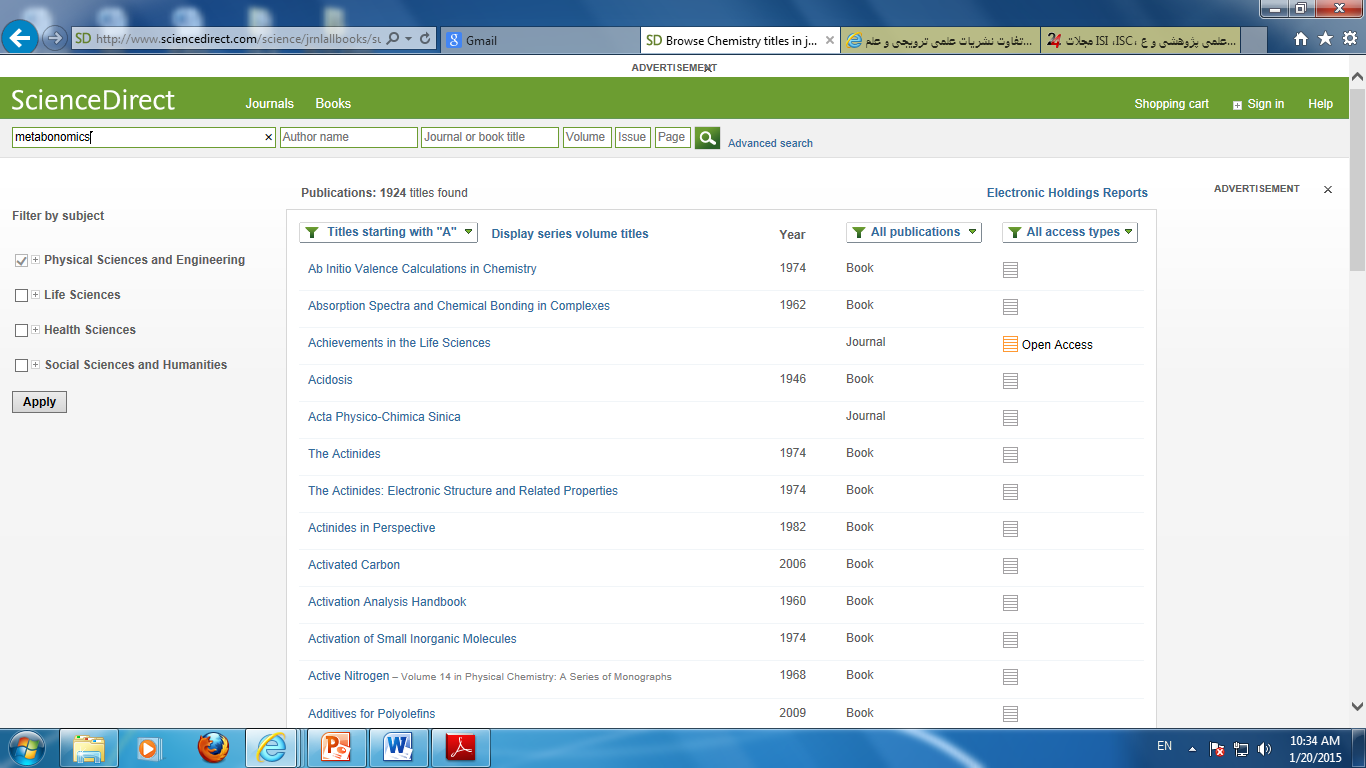 SD http://www.sciencedirect.com/science/jrnlallbooks/su
Gmail
SD Browse Chemistry titles in j...
تفاوت نشریات علمی ترویجی و علم...
مجلات ISI ،ISC، علمی پژوهشی و ع...
ADVERTISEMENT
ScienceDirect
Journals
Books
Shopping cart
Sign in
Help
metabonomics
Author name
Journal or book title
Volume
Issue
Page
Advanced search
Publications: 1924 titles found
Electronic Holdings Reports
ADVERTISEMENT
Filter by subject
Physical Sciences and Engineering
Life Sciences
Health Sciences
Social Sciences and Humanities
Apply
Titles starting with "A"
Display series volume titles
Year
All publications
All access types
Ab Initio Valence Calculations in Chemistry 1974 Book
Absorption Spectra and Chemical Bonding in Complexes 1962 Book
Achievements in the Life Sciences Journal Open Access
Acidosis 1946 Book
Acta Physico-Chimica Sinica Journal
The Actinides 1974 Book
The Actinides: Electronic Structure and Related Properties 1974 Book
Actinides in Perspective 1982 Book
Activated Carbon 2006 Book
Activation Analysis Handbook 1960 Book
Activation of Small Inorganic Molecules 1974 Book
Active Nitrogen – Volume 14 in Physical Chemistry: A Series of Monographs 1968 Book
Additives for Polyolefins 2009 Book
EN
10:34 AM
1/20/2015